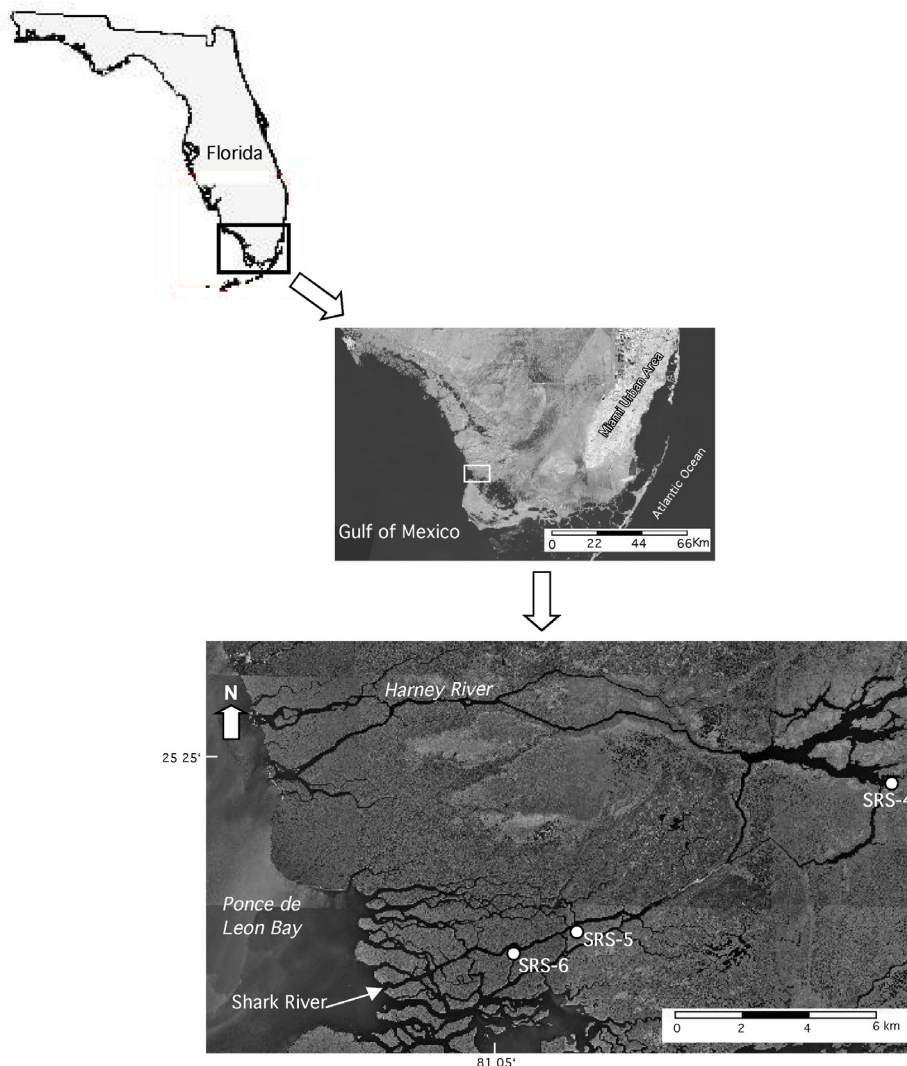 Florida
Miami Urban Area
Atlantic Ocean
Gulf of Mexico
0 22 44 66Km
Harney River
N
25 25'
SRS-4
Ponce de
Leon Bay
SRS-5
SRS-6
Shark River
0 2 4 6 km
81 05'